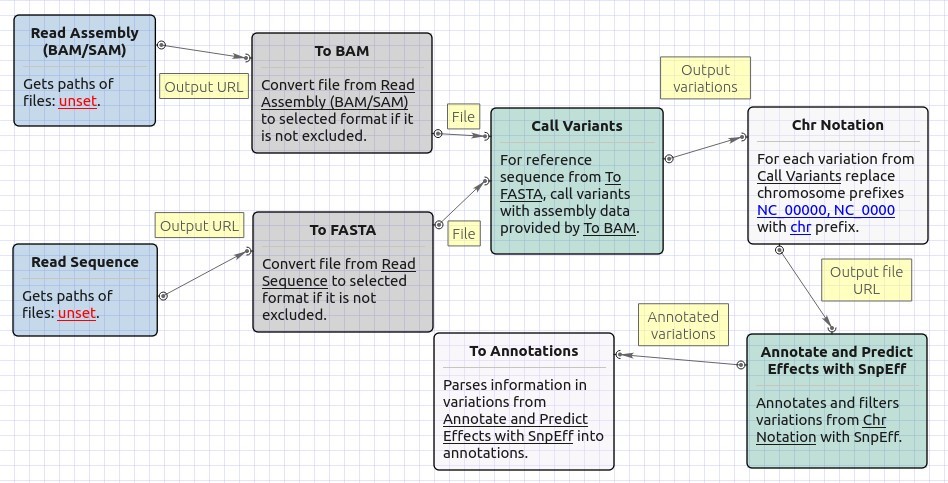 Read Assembly
(BAM/SAM)
Gets paths of
files: unset.
Output URL
To BAM
Convert file from Read
Assembly (BAM/SAM)
to selected format if it
is not excluded.
File
Read Sequence
Gets paths of
files: unset.
Output URL
To FASTA
Convert file from Read
Sequence to selected
format if it is not
excluded.
File
Call Variants
For reference
sequence from To
FASTA, call variants
with assembly data
provided by To BAM.
Output
variations
Chr Notation
For each variation from
Call Variants replace
chromosome prefixes
NC_00000, NC_0000
with chr prefix.
Output file
URL
Annotate and Predict
Effects with SnpEff
Annotates and filters
variations from Chr
Notation with SnpEff.
Annotated
variations
To Annotations
Parses information in
variations from
Annotate and Predict
Effects with SnpEff into
annotations.